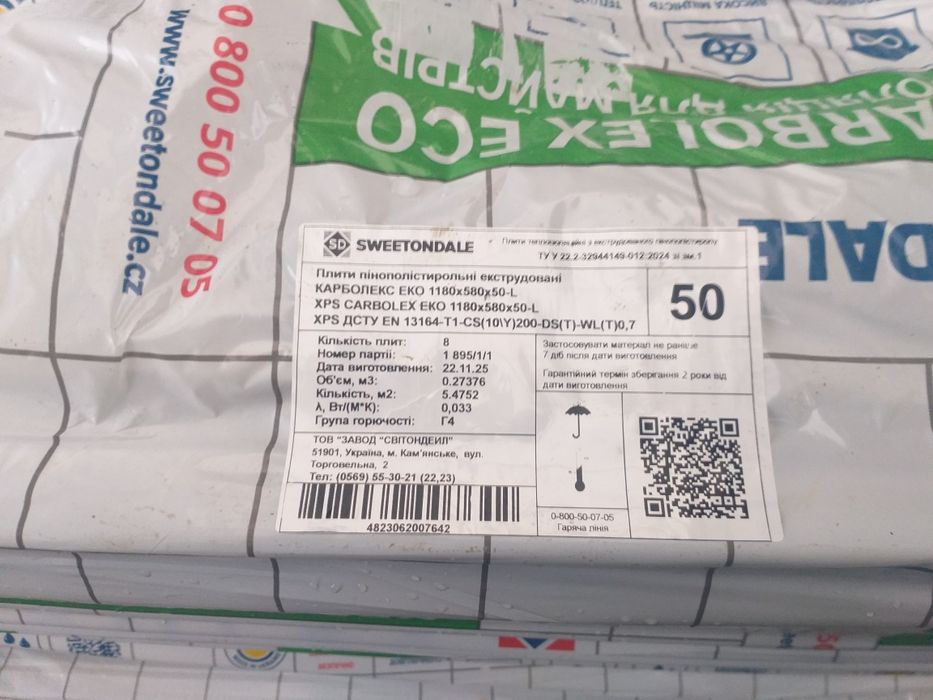 0 800 50 07 05
www.sweetondale.cz
МАЙСТРІВ
ДЛЯ
CARBOLEX ECO
DALE
SD SWEETONDALE
Плити теплоізоляційні з екструдованого пінополістиролу
ТУ У 22.2-32944149-012:2024 зі зм.1
Плити пінополістирольні екструдовані
КАРБОЛЕКС ЕКО 1180х580х50-L
XPS CARBOLEX ЕКО 1180х580х50-L
XPS ДСТУ EN 13164-T1-CS(10\Y)200-DS(T)-WL(T)0,7
50
Кількість плит: 8
Номер партії: 1 895/1/1
Дата виготовлення: 22.11.25
Об'єм, м3: 0.27376
Кількість, м2: 5.4752
λ, Вт/(М*К): 0,033
Група горючості: Г4
Застосовувати матеріал не раніше
7 діб після дати виготовлення
Гарантійний термін зберігання 2 роки від
дати виготовлення
ТОВ "ЗАВОД "СВІТОНДЕЙЛ"
51901, Україна, м. Кам'янське, вул.
Торговельна, 2
Тел: (0569) 55-30-21 (22,23)
4823062007642
0-800-50-07-05
Гаряча лінія